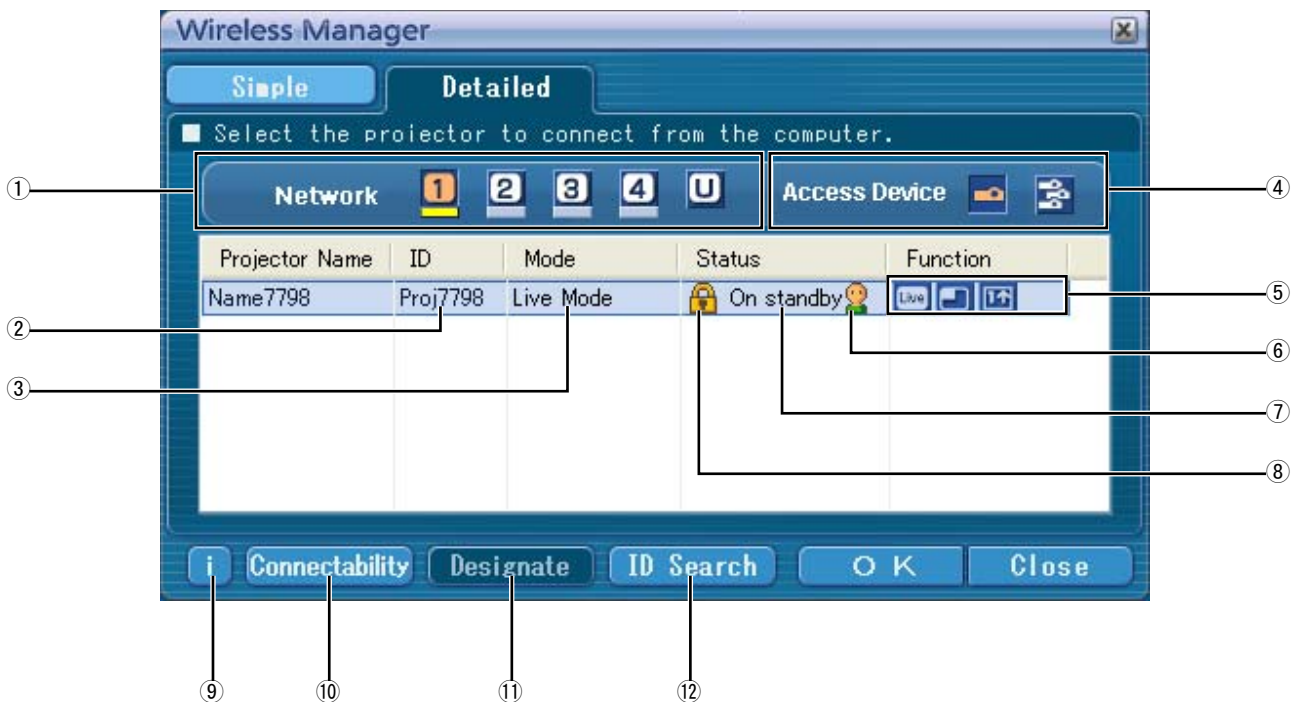 Wireless Manager
Simple Detailed
Select the projector to connect from the computer.
① Network 1 2 3 4 U Access Device ④
Projector Name ID Mode Status Function
Name7798 Proj7798 Live Mode On standby Live ⑤
②
⑥
③
⑦
⑧
i Connectability Designate ID Search OK Close
⑨ ⑩ ⑪ ⑫